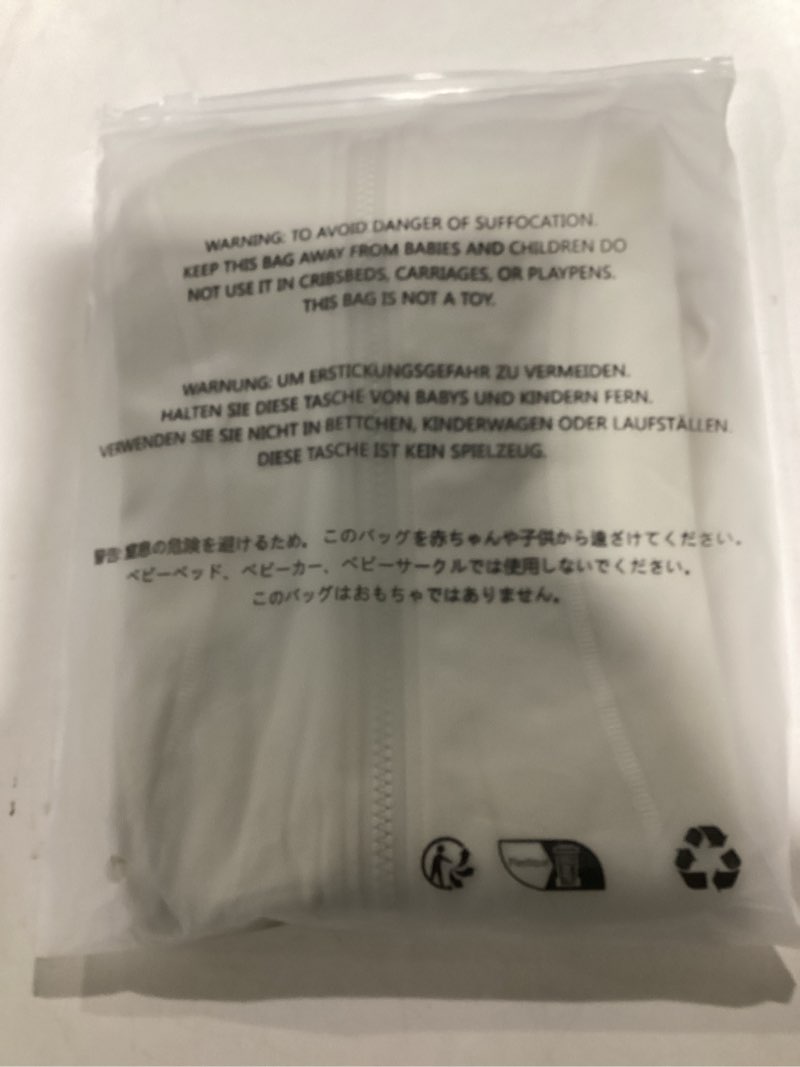 WARNING: TO AVOID DANGER OF SUFFOCATION.
KEEP THIS BAG AWAY FROM BABIES AND CHILDREN DO
NOT USE IT IN CRIBSBEDS, CARRIAGES, OR PLAYPENS.
THIS BAG IS NOT A TOY.
WARNUNG: UM ERSTICKUNGSGEFAHR ZU VERMEIDEN.
HALTEN SIE DIESE TASCHE VON BABYS UND KINDERN FERN.
VERWENDEN SIE SIE NICHT IN BETTCHEN, KINDERWAGEN ODER LAUFSTÄLLEN.
DIESE TASCHE IST KEIN SPIELZEUG.
警告: 窒息の危険を避けるため。 このバッグを赤ちゃんや子供から遠ざけてください。
ベビーベッド、 ベビーカー、 ベビーサークルでは使用しないでください。
このバッグはおもちゃではありません。